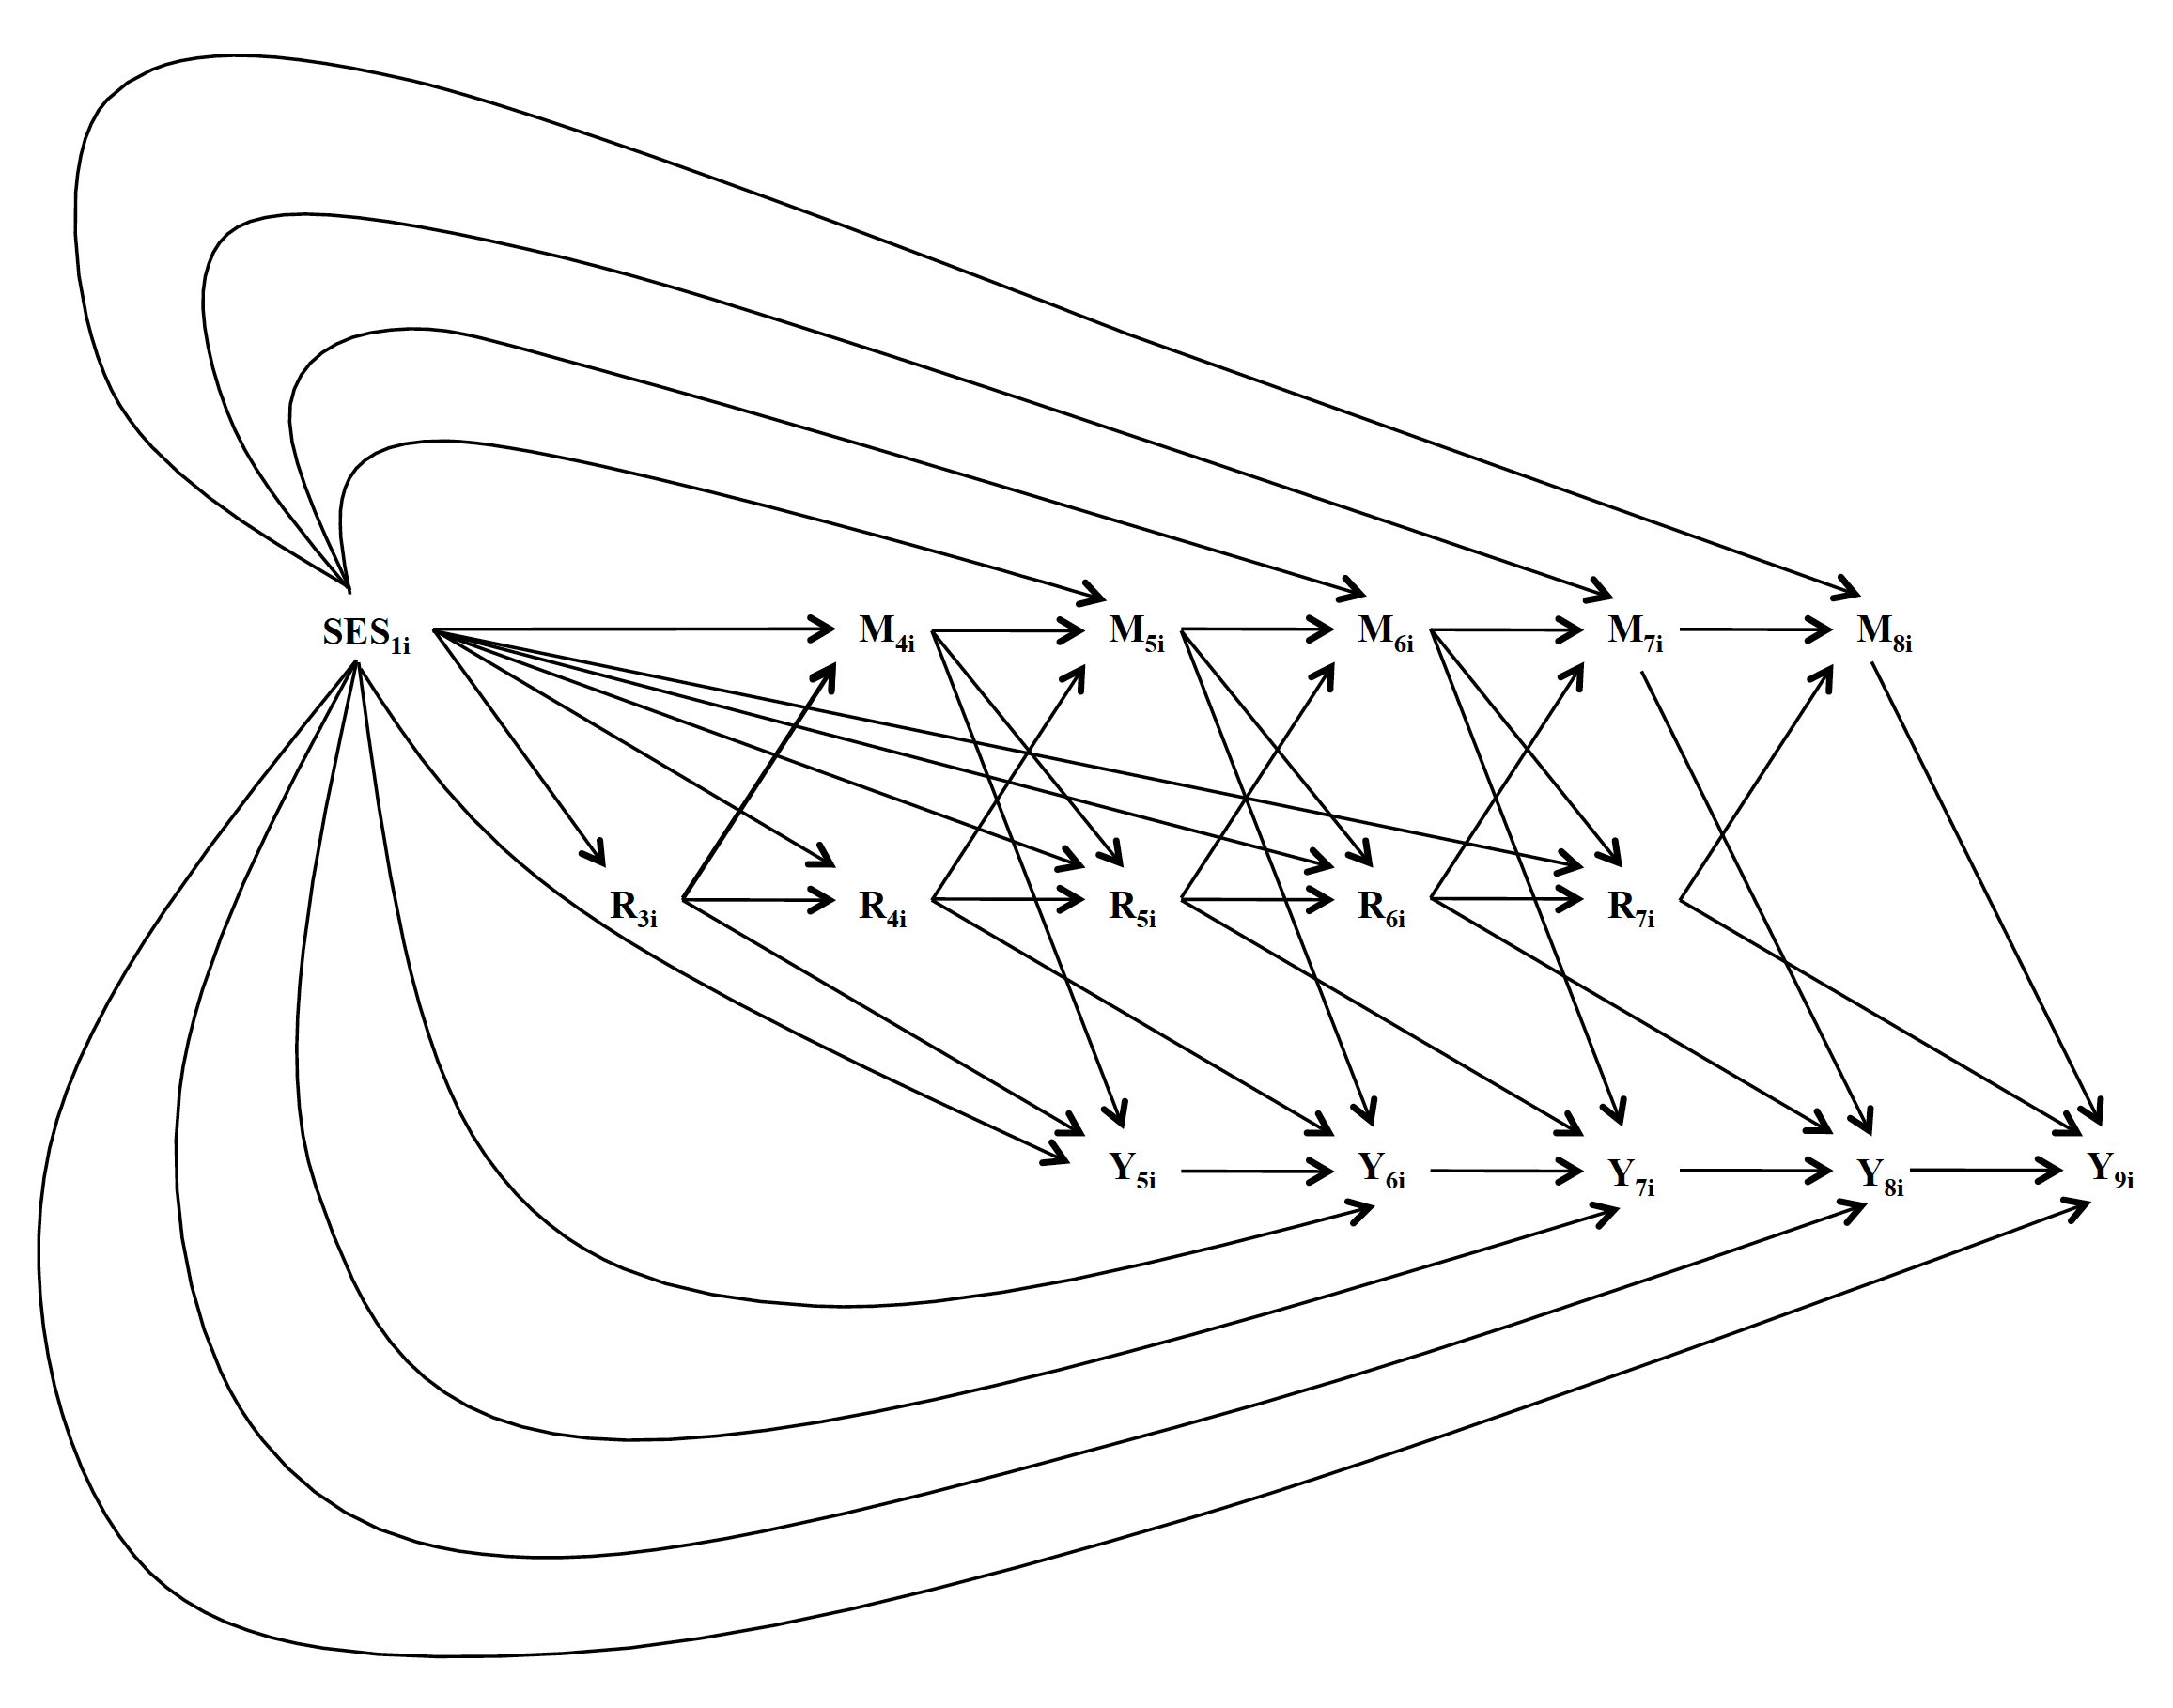 SES1i M4i M5i M6i M7i M8i
R3i R4i R5i R6i R7i
Y5i Y6i Y7i Y8i Y9i